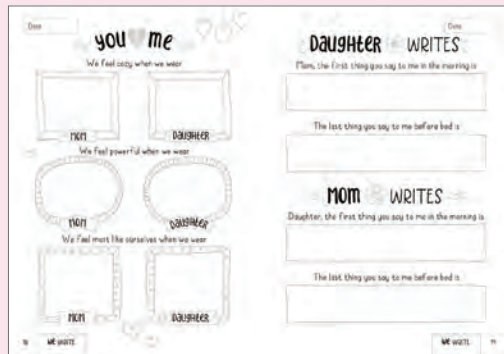 Date
you me
We feel cozy when we wear
MOM DAUGHTER
We feel powerful when we wear
MOM DAUGHTER
We feel most like ourselves when we wear
MOM DAUGHTER
WE WRITE
Date
DAUGHTER WRITES
Mom, the first thing you say to me in the morning is
The last thing you say to me before bed is
MOM WRITES
Daughter, the first thing you say to me in the morning is
The last thing you say to me before bed is
WE WRITE